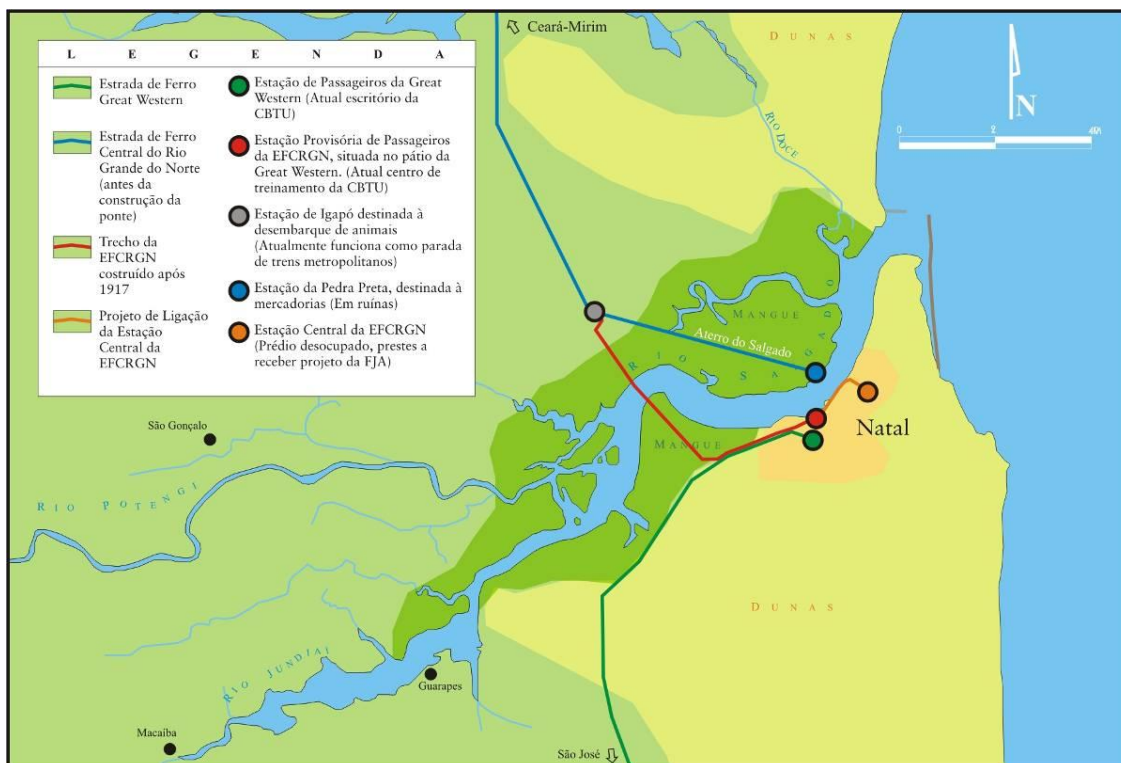 L E G E N D A
Estrada de Ferro
Great Western
Estrada de Ferro
Central do Rio
Grande do Norte
(antes da
construção da
ponte)
Trecho da
EFCRGN
costruído após
1917
Projeto de Ligação
da Estação
Central da
EFCRGN
Estação de Passageiros da Great
Western (Atual escritório da
CBTU)
Estação Provisória de Passageiros
da EFCRGN, situada no pátio da
Great Western. (Atual centro de
treinamento da CBTU)
Estação de Igapó destinada à
desembarque de animais
(Atualmente funciona como parada
de trens metropolitanos)
Estação da Pedra Preta, destinada à
mercadorias (Em ruínas)
Estação Central da EFCRGN
(Prédio desocupado, prestes a
receber projeto da FJA)
Ceará-Mirim
DUNAS
N
0 2 4KM
RIO DOCE
MANGUE
Aterro do Salgado
RIO SALGADO
Natal
MANGUE
São Gonçalo
RIO POTENGI
DUNAS
RIO JUNDIAI
Guarapes
Macaíba
São José